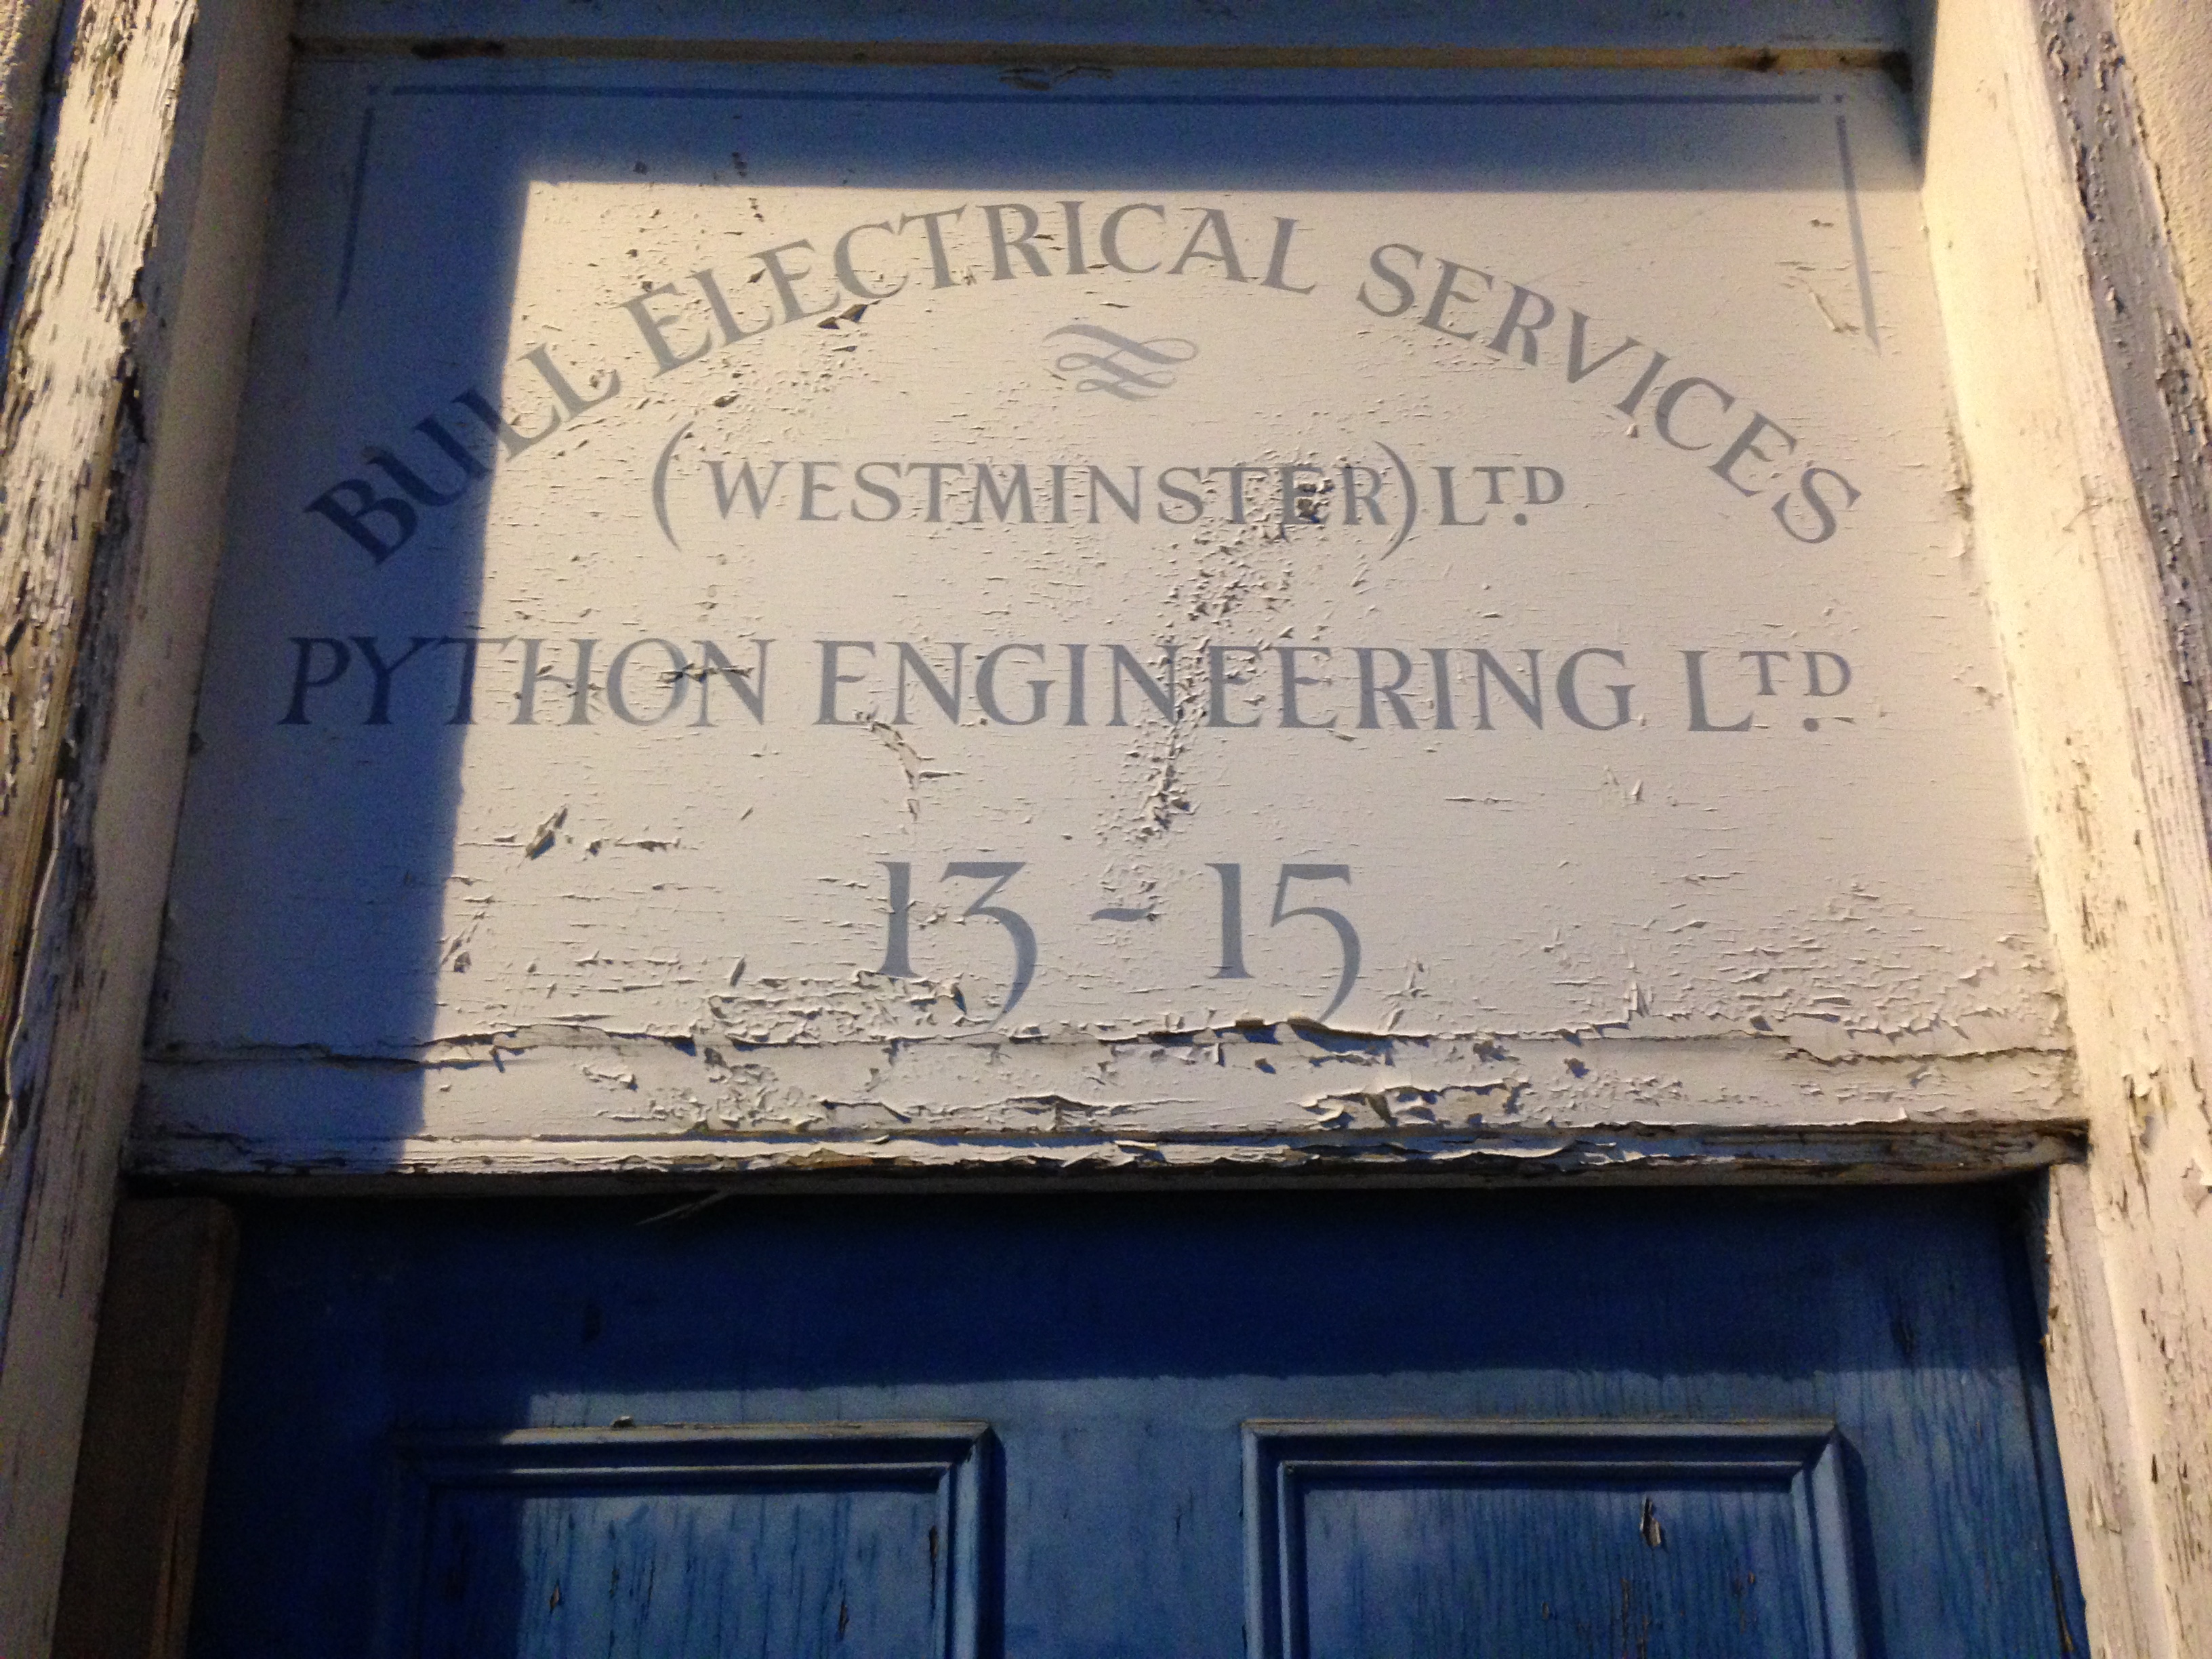 BULL ELECTRICAL SERVICES
(WESTMINSTER) LTD.
PYTHON ENGINEERING LTD.
13-15